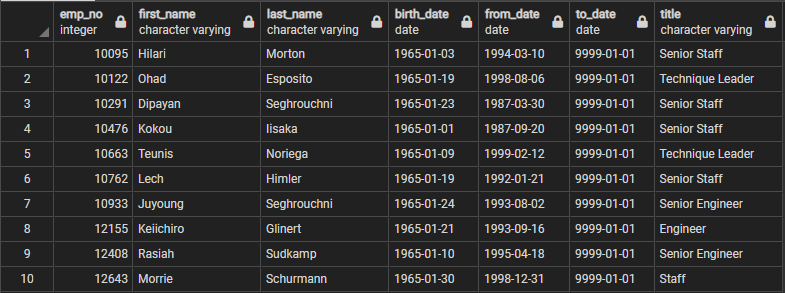 emp_no first_name last_name birth_date from_date to_date title
integer character varying character varying date date date character varying
1 10095 Hilari Morton 1965-01-03 1994-03-10 9999-01-01 Senior Staff
2 10122 Ohad Esposito 1965-01-19 1998-08-06 9999-01-01 Technique Leader
3 10291 Dipayan Seghrouchni 1965-01-23 1987-03-30 9999-01-01 Senior Staff
4 10476 Kokou Iisaka 1965-01-01 1987-09-20 9999-01-01 Senior Staff
5 10663 Teunis Noriega 1965-01-09 1999-02-12 9999-01-01 Technique Leader
6 10762 Lech Himler 1965-01-19 1992-01-21 9999-01-01 Senior Staff
7 10933 Juyoung Seghrouchni 1965-01-24 1993-08-02 9999-01-01 Senior Engineer
8 12155 Keiichiro Glinert 1965-01-21 1993-09-16 9999-01-01 Engineer
9 12408 Rasiah Sudkamp 1965-01-10 1995-04-18 9999-01-01 Senior Engineer
10 12643 Morrie Schurmann 1965-01-30 1998-12-31 9999-01-01 Staff